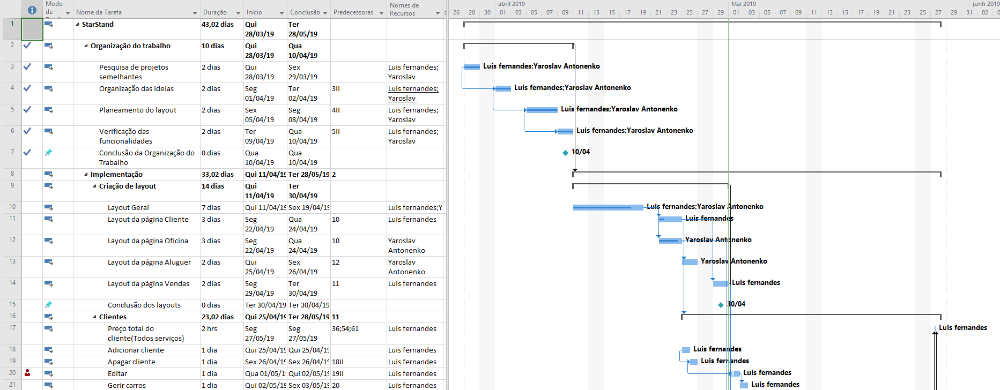 Modo de Tarefa Nome da Tarefa Duração Início Conclusão Predecessoras Nomes de Recursos
abril 2019 Mai 2019 junh 2019
26 28 30 01 03 05 07 09 11 13 15 17 19 21 23 25 27 29 01 03 05 07 09 11 13 15 17 19 21 23 25 27 29 31 02 0
1 StarStand 43,02 dias Qui 28/03/19 Ter 28/05/19
2 Organização do trabalho 10 dias Qui 28/03/19 Qua 10/04/19
3 Pesquisa de projetos semelhantes 2 dias Qui 28/03/19 Sex 29/03/19 Luis fernandes; Yaroslav Luis fernandes;Yaroslav Antonenko
4 Organização das ideias 2 dias Seg 01/04/19 Ter 02/04/19 3II Luis fernandes; Yaroslav Luis fernandes;Yaroslav Antonenko
5 Planeamento do layout 2 dias Sex 05/04/19 Seg 08/04/19 4II Luis fernandes; Yaroslav Luis fernandes;Yaroslav Antonenko
6 Verificação das funcionalidades 2 dias Ter 09/04/19 Qua 10/04/19 5II Luis fernandes; Yaroslav Luis fernandes;Yaroslav Antonenko
7 Conclusão da Organização do Trabalho 0 dias Qua 10/04/19 Qua 10/04/19 10/04
8 Implementação 33,02 dias Qui 11/04/19 Ter 28/05/19 2
9 Criação de layout 14 dias Qui 11/04/19 Ter 30/04/19
10 Layout Geral 7 dias Qui 11/04/19 Sex 19/04/19 Luis fernandes;Y Luis fernandes;Yaroslav Antonenko
11 Layout da página Cliente 3 dias Seg 22/04/19 Qua 24/04/19 10 Luis fernandes Luis fernandes
12 Layout da página Oficina 3 dias Seg 22/04/19 Qua 24/04/19 10 Yaroslav Antonenko Yaroslav Antonenko
13 Layout da página Aluguer 2 dias Qui 25/04/19 Sex 26/04/19 12 Yaroslav Antonenko Yaroslav Antonenko
14 Layout da página Vendas 2 dias Seg 29/04/19 Ter 30/04/19 11 Luis fernandes Luis fernandes
15 Conclusão dos layouts 0 dias Ter 30/04/19 Ter 30/04/19 30/04
16 Clientes 23,02 dias Qui 25/04/19 Ter 28/05/19 11
17 Preço total do cliente(Todos serviços) 2 hrs Seg 27/05/19 Seg 27/05/19 36;54;61 Luis fernandes Luis fernandes
18 Adicionar cliente 1 dia Qui 25/04/19 Qui 25/04/19 Luis fernandes Luis fernandes
19 Apagar cliente 1 dia Sex 26/04/19 Sex 26/04/19 18II Luis fernandes Luis fernandes
20 Editar 1 dia Qua 01/05/1 Qui 02/05/19 19II Luis fernandes Luis fernandes
21 Gerir carros 1 dia Qui 02/05/19 Sex 03/05/19 20 Luis fernandes Luis fernandes